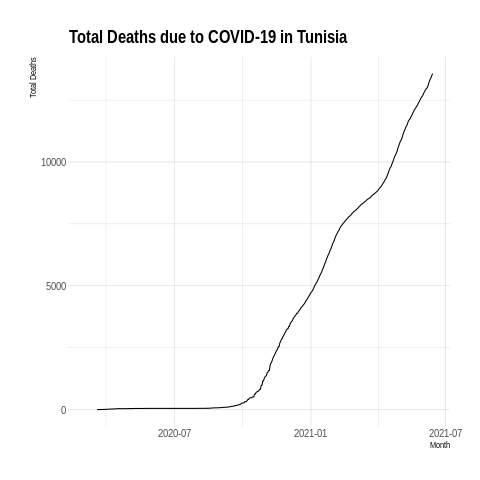 Total Deaths due to COVID-19 in Tunisia
Total Deaths
10000
5000
0
2020-07
2021-01
2021-07
Month